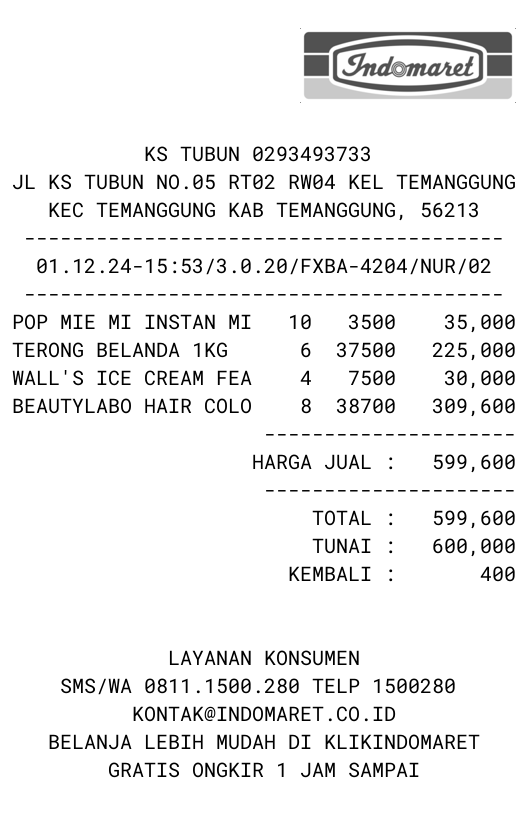 Indomaret
KS TUBUN 0293493733
JL KS TUBUN NO.05 RT02 RW04 KEL TEMANGGUNG
KEC TEMANGGUNG KAB TEMANGGUNG, 56213
----------------------------------------
01.12.24-15:53/3.0.20/FXBA-4204/NUR/02
----------------------------------------
POP MIE MI INSTAN MI 10 3500 35,000
TERONG BELANDA 1KG 6 37500 225,000
WALL'S ICE CREAM FEA 4 7500 30,000
BEAUTYLABO HAIR COLO 8 38700 309,600
---------------------
HARGA JUAL : 599,600
---------------------
TOTAL : 599,600
TUNAI : 600,000
KEMBALI : 400
LAYANAN KONSUMEN
SMS/WA 0811.1500.280 TELP 1500280
KONTAK@INDOMARET.CO.ID
BELANJA LEBIH MUDAH DI KLIKINDOMARET
GRATIS ONGKIR 1 JAM SAMPAI